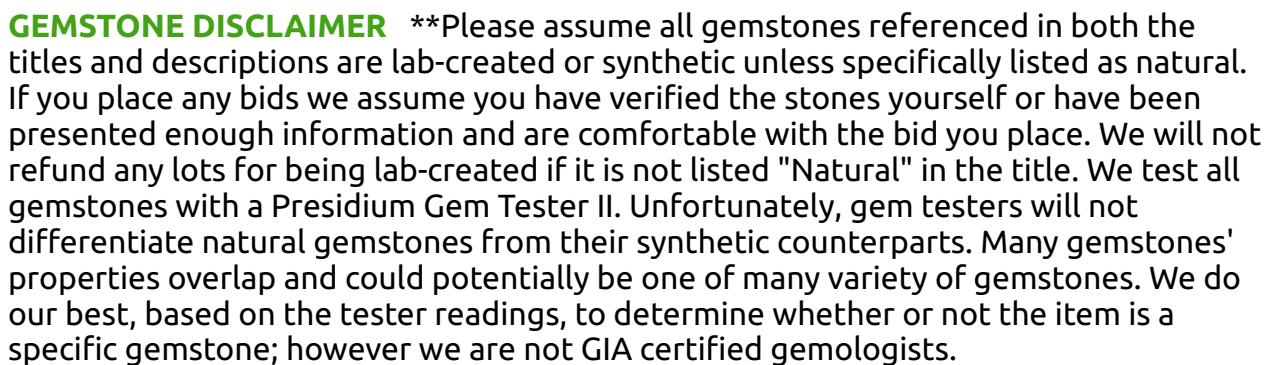 GEMSTONE DISCLAIMER **Please assume all gemstones referenced in both the
titles and descriptions are lab-created or synthetic unless specifically listed as natural.
If you place any bids we assume you have verified the stones yourself or have been
presented enough information and are comfortable with the bid you place. We will not
refund any lots for being lab-created if it is not listed "Natural" in the title. We test all
gemstones with a Presidium Gem Tester II. Unfortunately, gem testers will not
differentiate natural gemstones from their synthetic counterparts. Many gemstones'
properties overlap and could potentially be one of many variety of gemstones. We do
our best, based on the tester readings, to determine whether or not the item is a
specific gemstone; however we are not GIA certified gemologists.